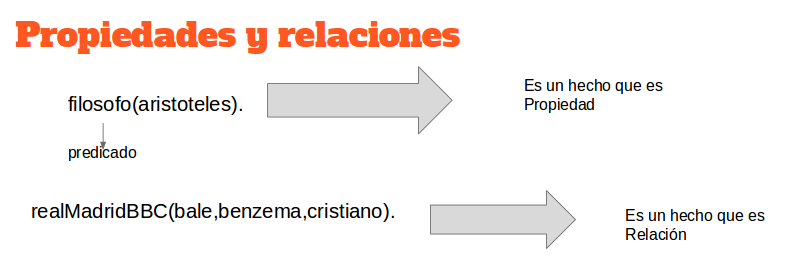 Propiedades y relaciones
filosofo(aristoteles).
Es un hecho que es
Propiedad
predicado
realMadridBBC(bale,benzema,cristiano).
Es un hecho que es
Relación